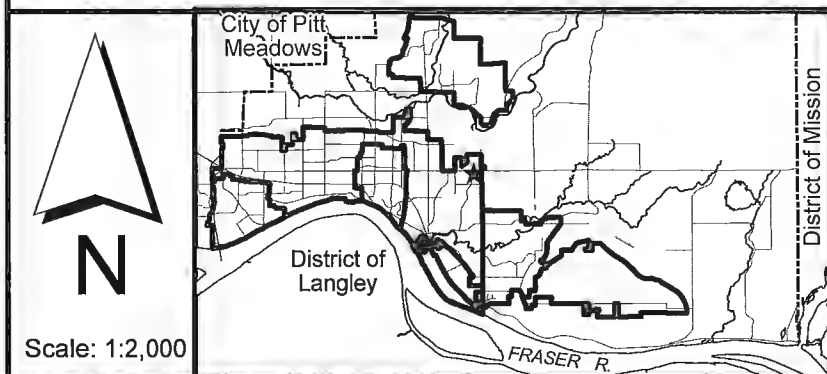 City of Pitt
Meadows
District of Mission
District of
Langley
N
Scale: 1:2,000
FRASER R.